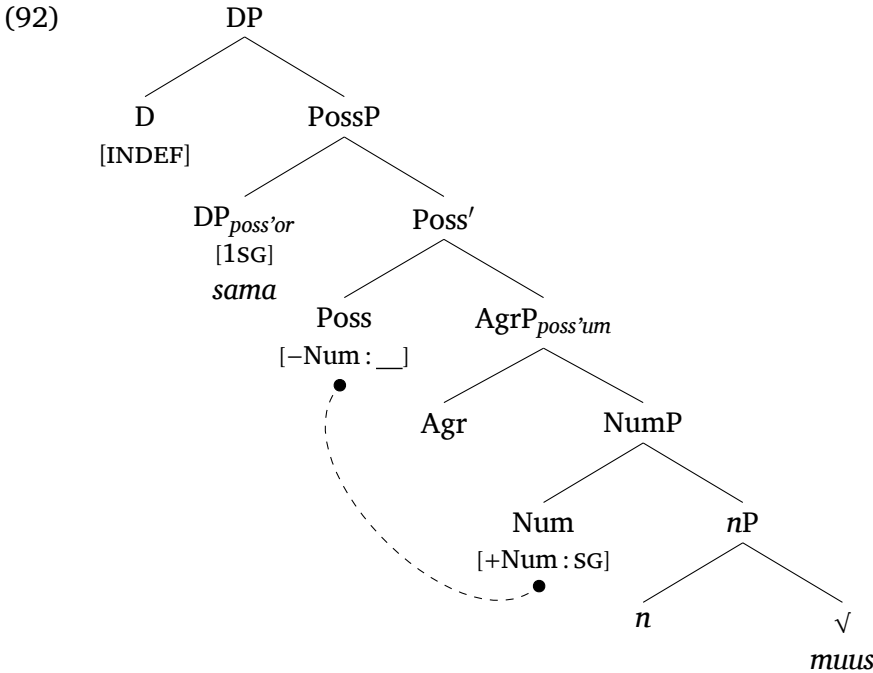 (92) DP
D PossP
[INDEF]
DPposs'or Poss′
[1SG]
sama
Poss AgrPposs'um
[−Num : __]
Agr NumP
Num nP
[+Num : SG]
n √
muus